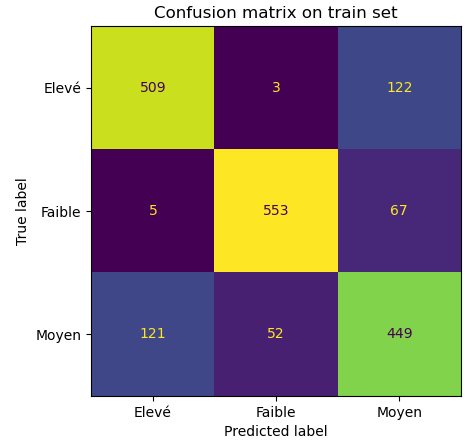 Confusion matrix on train set
True label
Elevé 509 3 122
Faible 5 553 67
Moyen 121 52 449
Elevé Faible Moyen
Predicted label